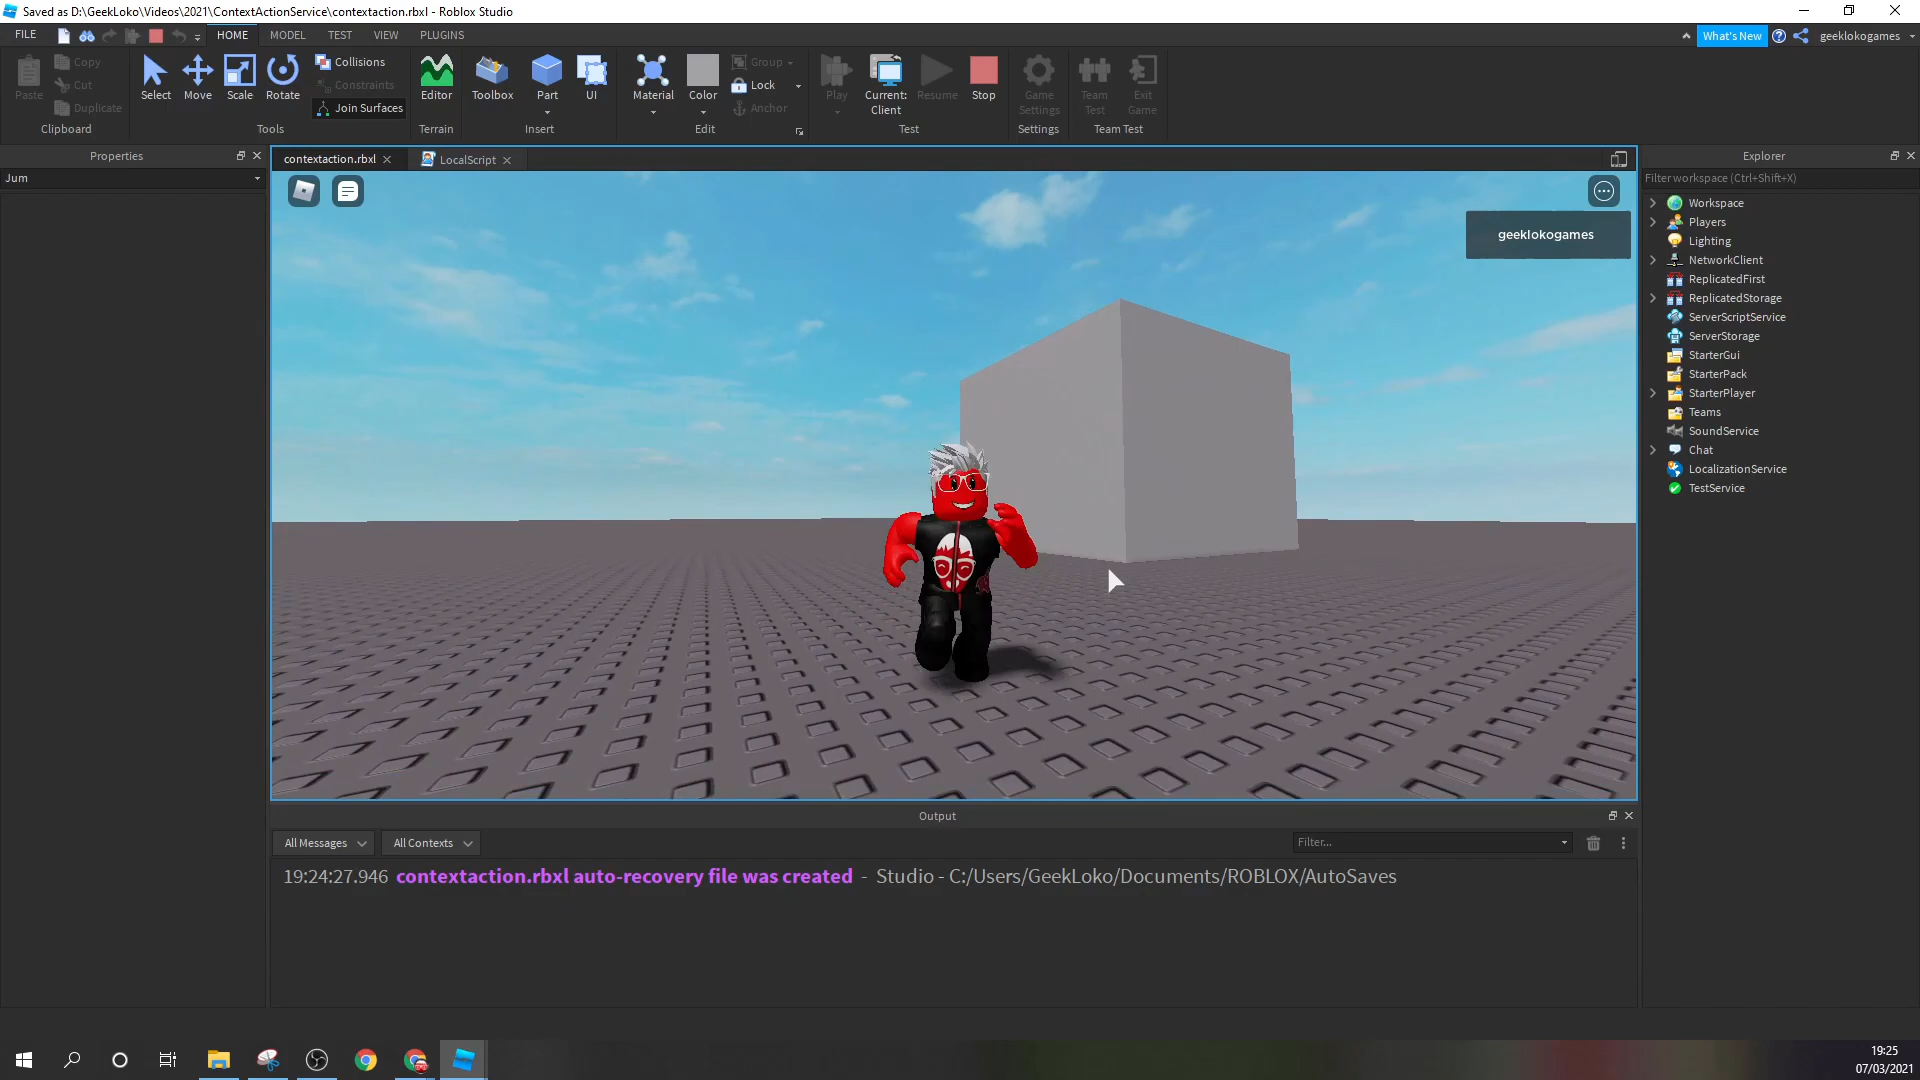 Saved as D:\GeekLoko\Videos\2021\ContextActionService\contextaction.rbxl - Roblox Studio
FILE HOME MODEL TEST VIEW PLUGINS What's New geeklokogames
Copy Collisions Group
Cut Constraints Lock
Paste Select Move Scale Rotate Editor Toolbox Part UI Material Color Play Current: Client Resume Stop Game Settings Team Test Exit Game
Duplicate Join Surfaces Anchor
Clipboard Tools Terrain Insert Edit Test Settings Team Test
Properties
Jum
contextaction.rbxl LocalScript
geeklokogames
Explorer
Filter workspace (Ctrl+Shift+X)
Workspace
Players
Lighting
NetworkClient
ReplicatedFirst
ReplicatedStorage
ServerScriptService
ServerStorage
StarterGui
StarterPack
StarterPlayer
Teams
SoundService
Chat
LocalizationService
TestService
Output
All Messages All Contexts Filter...
19:24:27.946 contextaction.rbxl auto-recovery file was created - Studio - C:/Users/GeekLoko/Documents/ROBLOX/AutoSaves
19:25
07/03/2021